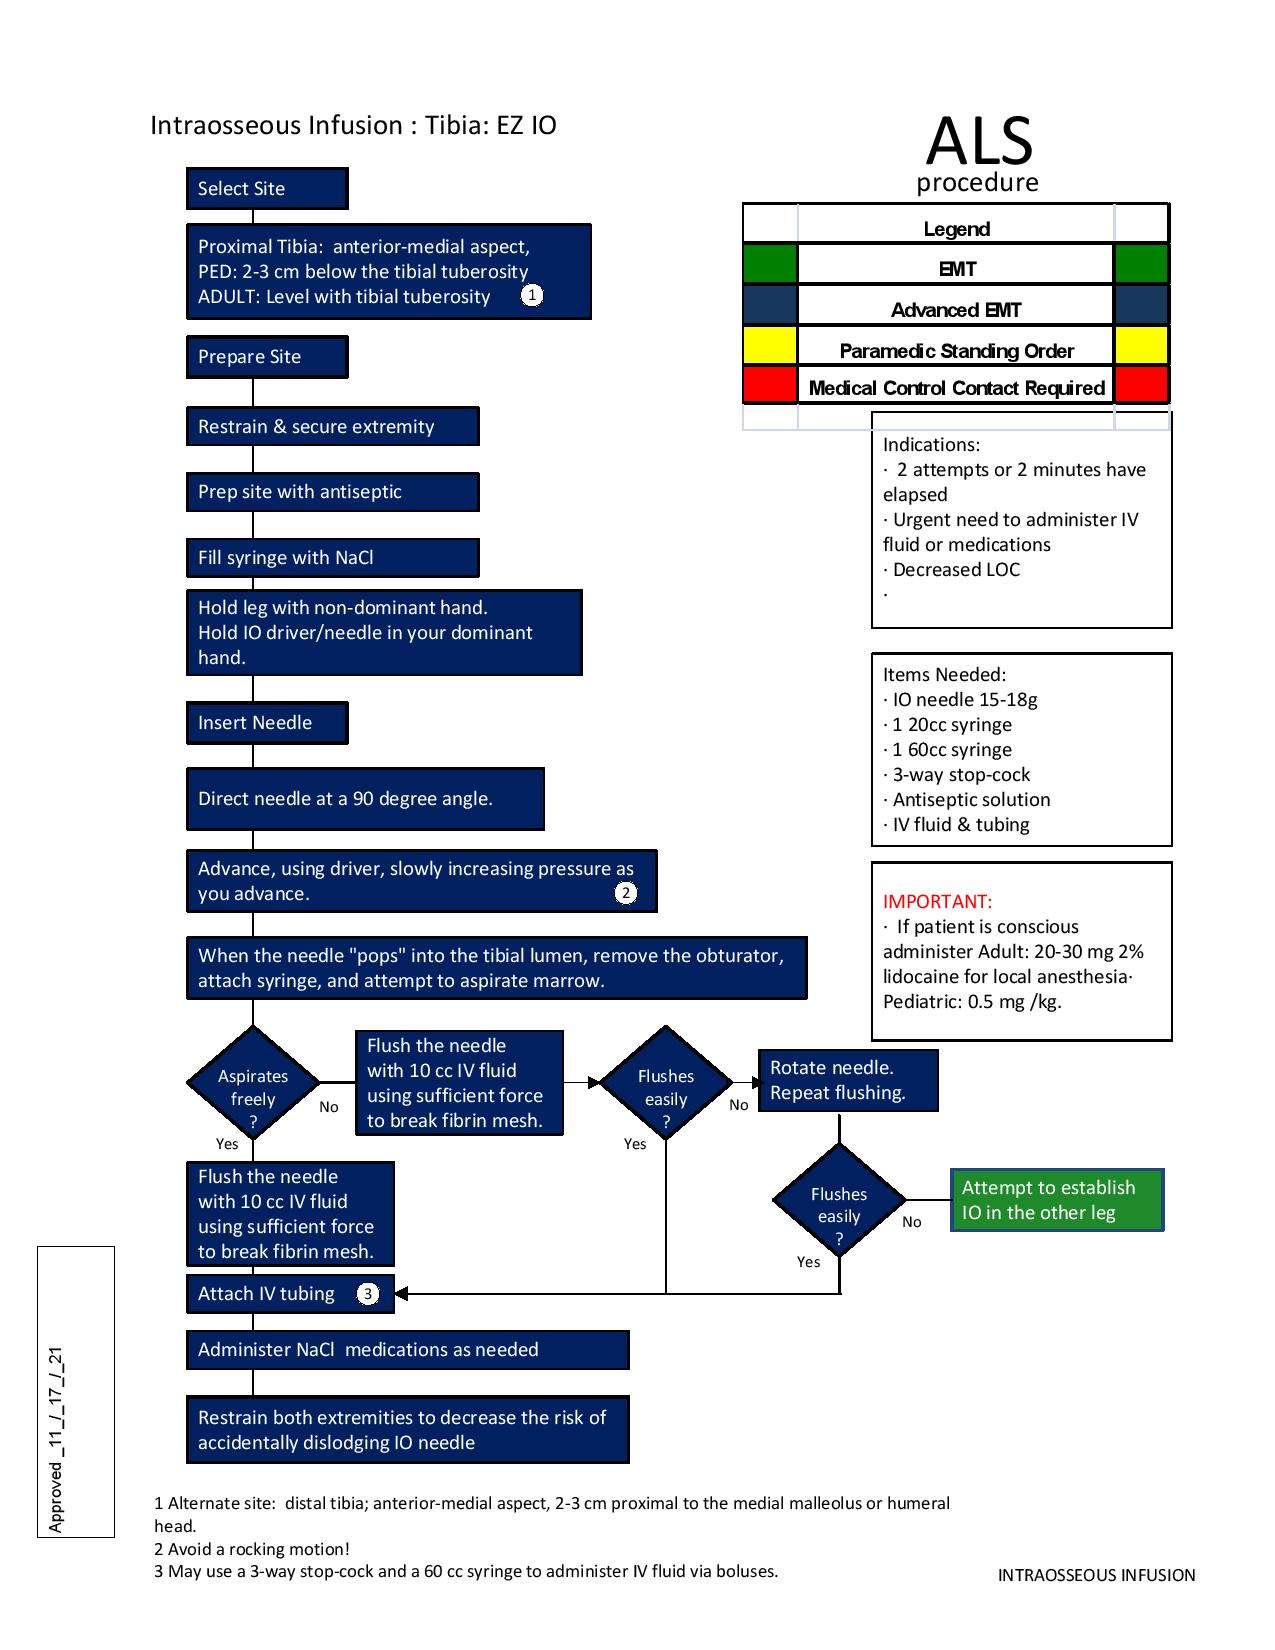 Intraosseous Infusion : Tibia: EZ IO
ALS
procedure
Select Site
Proximal Tibia:  anterior-medial aspect,
PED: 2-3 cm below the tibial tuberosity
ADULT: Level with tibial tuberosity 1
Prepare Site
Restrain & secure extremity
Prep site with antiseptic
Fill syringe with NaCl
Hold leg with non-dominant hand.
Hold IO driver/needle in your dominant
hand.
Insert Needle
Direct needle at a 90 degree angle.
Advance, using driver, slowly increasing pressure as
you advance. 2
When the needle "pops" into the tibial lumen, remove the obturator,
attach syringe, and attempt to aspirate marrow.
Legend
EMT
Advanced EMT
Paramedic Standing Order
Medical Control Contact Required
Indications:
·  2 attempts or 2 minutes have
elapsed
· Urgent need to administer IV
fluid or medications
· Decreased LOC
·
Items Needed:
· IO needle 15-18g
· 1 20cc syringe
· 1 60cc syringe
· 3-way stop-cock
· Antiseptic solution
· IV fluid & tubing
IMPORTANT:
·  If patient is conscious
administer Adult: 20-30 mg 2%
lidocaine for local anesthesia·
Pediatric: 0.5 mg /kg.
Aspirates
freely
?
No
Yes
Flush the needle
with 10 cc IV fluid
using sufficient force
to break fibrin mesh.
Flushes
easily
?
No
Yes
Rotate needle.
Repeat flushing.
Flushes
easily
?
No
Yes
Attempt to establish
IO in the other leg
Flush the needle
with 10 cc IV fluid
using sufficient force
to break fibrin mesh.
Attach IV tubing 3
Administer NaCl  medications as needed
Restrain both extremities to decrease the risk of
accidentally dislodging IO needle
Approved _11_/_17_/_21
1 Alternate site:  distal tibia; anterior-medial aspect, 2-3 cm proximal to the medial malleolus or humeral
head.
2 Avoid a rocking motion!
3 May use a 3-way stop-cock and a 60 cc syringe to administer IV fluid via boluses.
INTRAOSSEOUS INFUSION